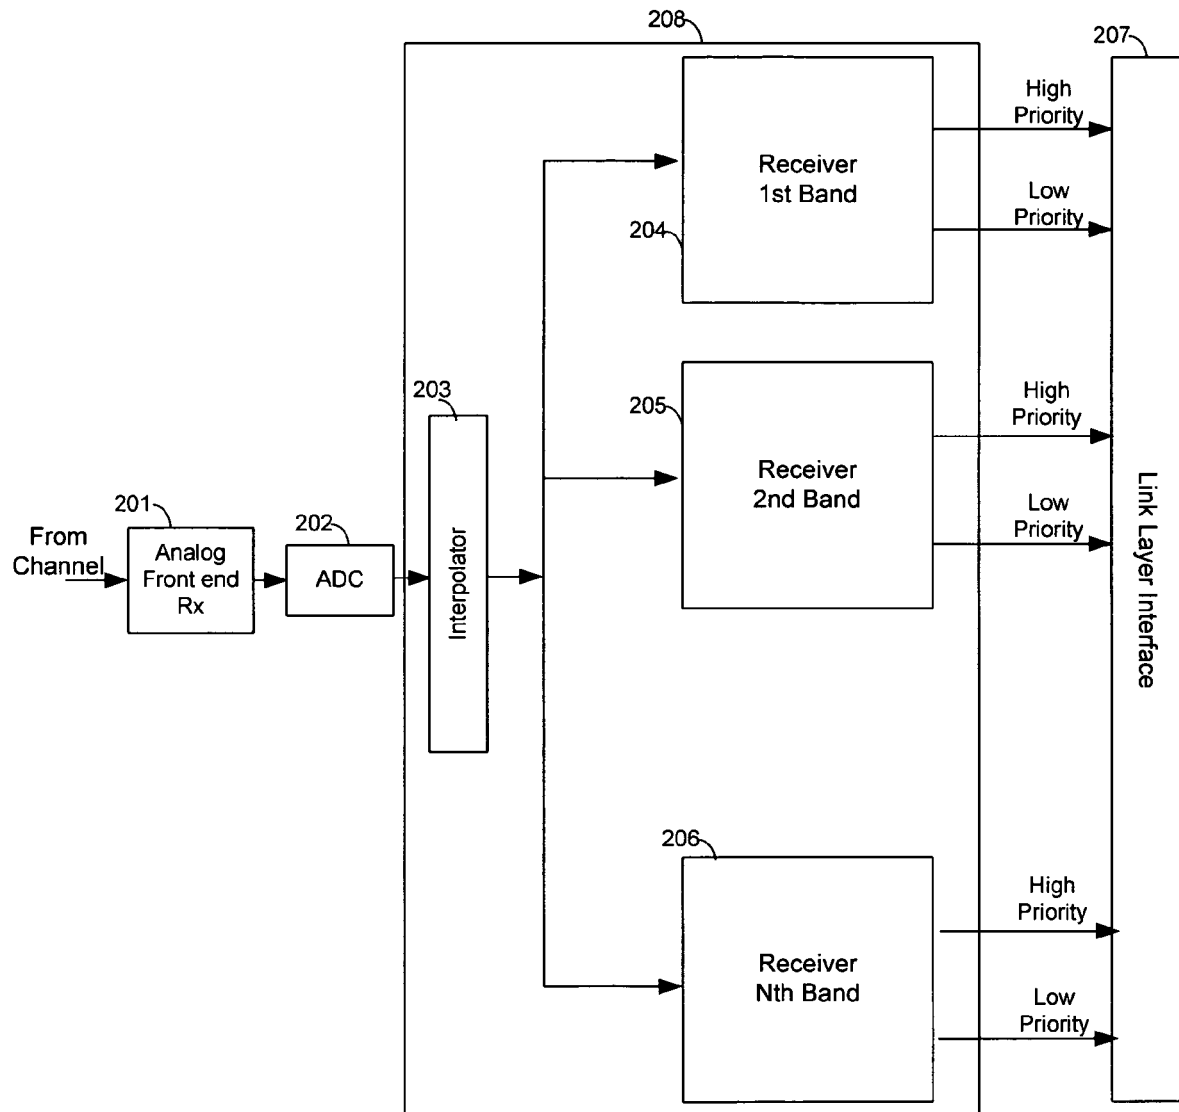 208
207
High
Priority
Receiver
1st Band
Low
Priority
204
203
205
High
Priority
Receiver
2nd Band
Low
Priority
201
202
From
Channel
Analog
Front end
Rx
ADC
Interpolator
Link Layer Interface
206
High
Priority
Receiver
Nth Band
Low
Priority